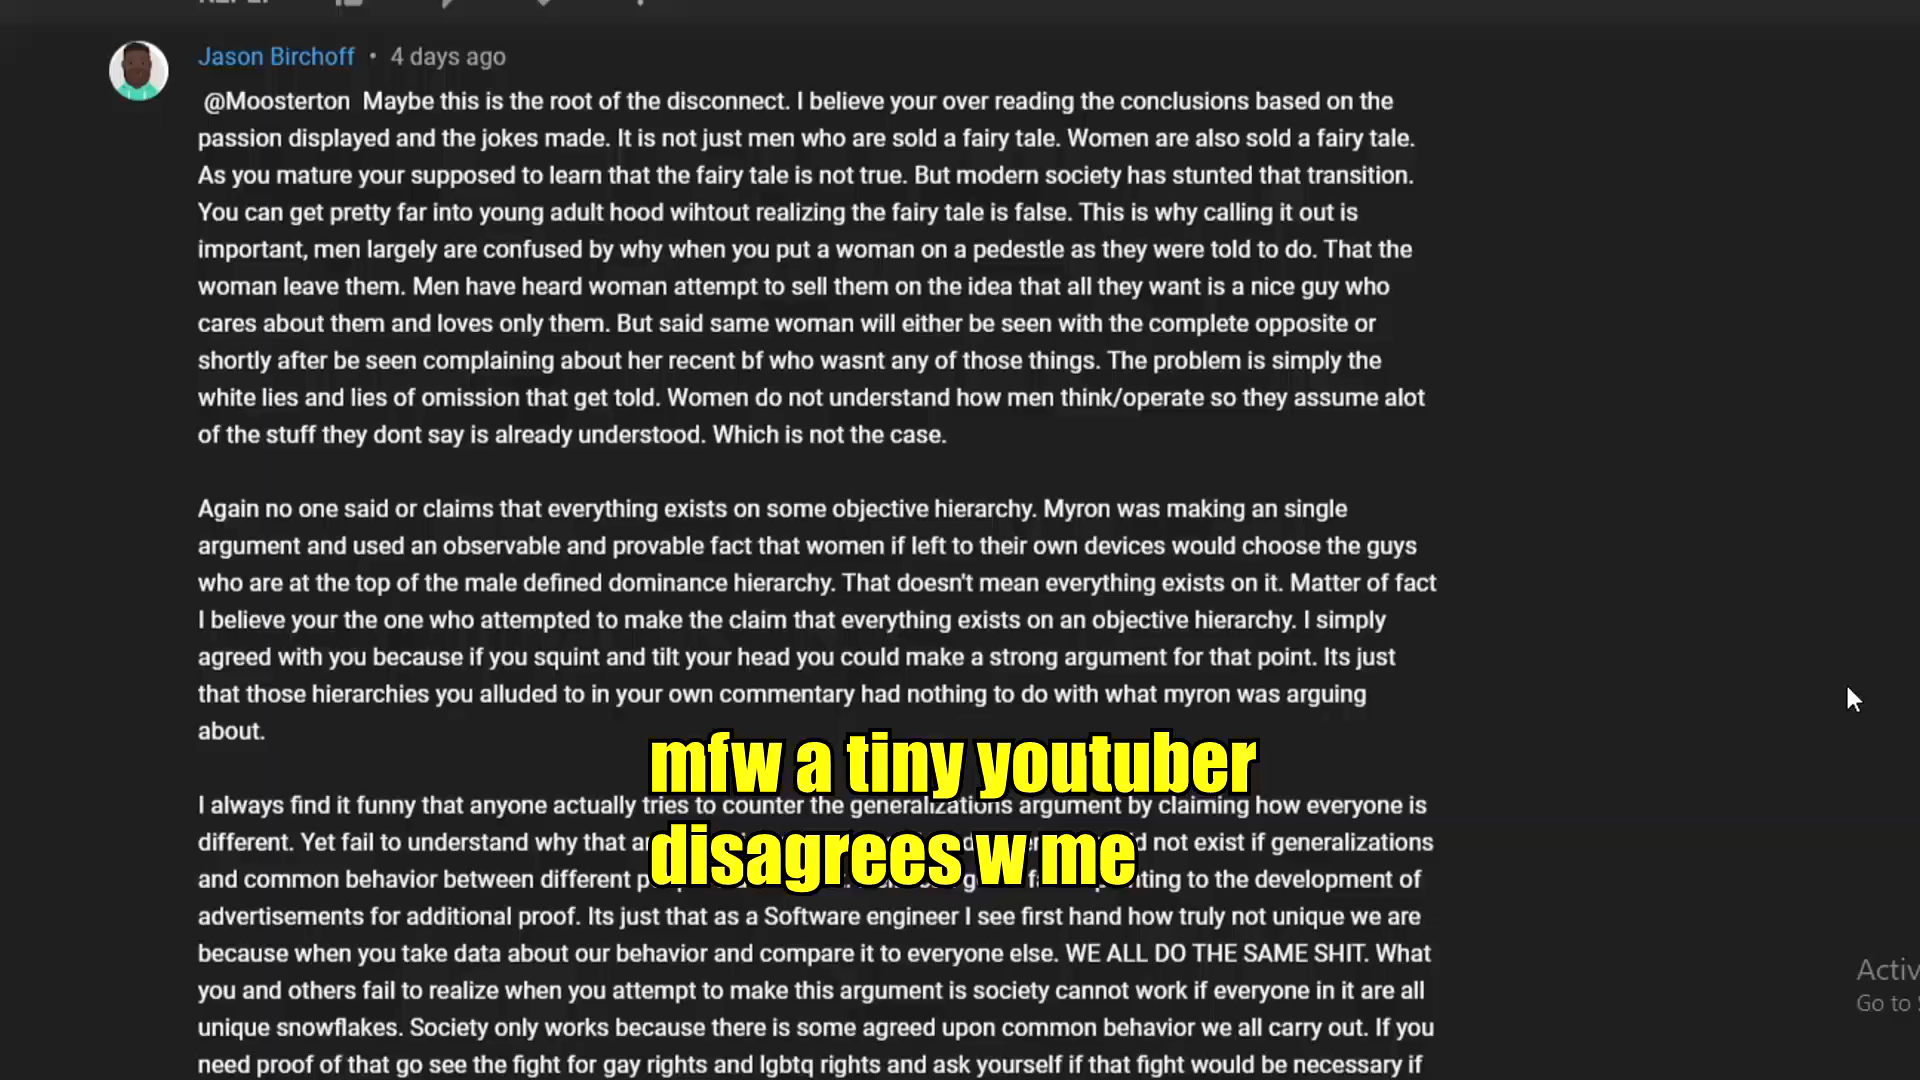 Jason Birchoff • 4 days ago
@Moosterton Maybe this is the root of the disconnect. I believe your over reading the conclusions based on the
passion displayed and the jokes made. It is not just men who are sold a fairy tale. Women are also sold a fairy tale.
As you mature your supposed to learn that the fairy tale is not true. But modern society has stunted that transition.
You can get pretty far into young adult hood wihtout realizing the fairy tale is false. This is why calling it out is
important, men largely are confused by why when you put a woman on a pedestle as they were told to do. That the
woman leave them. Men have heard woman attempt to sell them on the idea that all they want is a nice guy who
cares about them and loves only them. But said same woman will either be seen with the complete opposite or
shortly after be seen complaining about her recent bf who wasnt any of those things. The problem is simply the
white lies and lies of omission that get told. Women do not understand how men think/operate so they assume alot
of the stuff they dont say is already understood. Which is not the case.
Again no one said or claims that everything exists on some objective hierarchy. Myron was making an single
argument and used an observable and provable fact that women if left to their own devices would choose the guys
who are at the top of the male defined dominance hierarchy. That doesn't mean everything exists on it. Matter of fact
I believe your the one who attempted to make the claim that everything exists on an objective hierarchy. I simply
agreed with you because if you squint and tilt your head you could make a strong argument for that point. Its just
that those hierarchies you alluded to in your own commentary had nothing to do with what myron was arguing
about.
mfw a tiny youtuber
disagrees w me
I always find it funny that anyone actually tries to counter the generalizations argument by claiming how everyone is
different. Yet fail to understand why that not exist if generalizations
and common behavior between different to the development of
advertisements for additional proof. Its just that as a Software engineer I see first hand how truly not unique we are
because when you take data about our behavior and compare it to everyone else. WE ALL DO THE SAME SHIT. What
you and others fail to realize when you attempt to make this argument is society cannot work if everyone in it are all
unique snowflakes. Society only works because there is some agreed upon common behavior we all carry out. If you
need proof of that go see the fight for gay rights and lgbtq rights and ask yourself if that fight would be necessary if
Go to